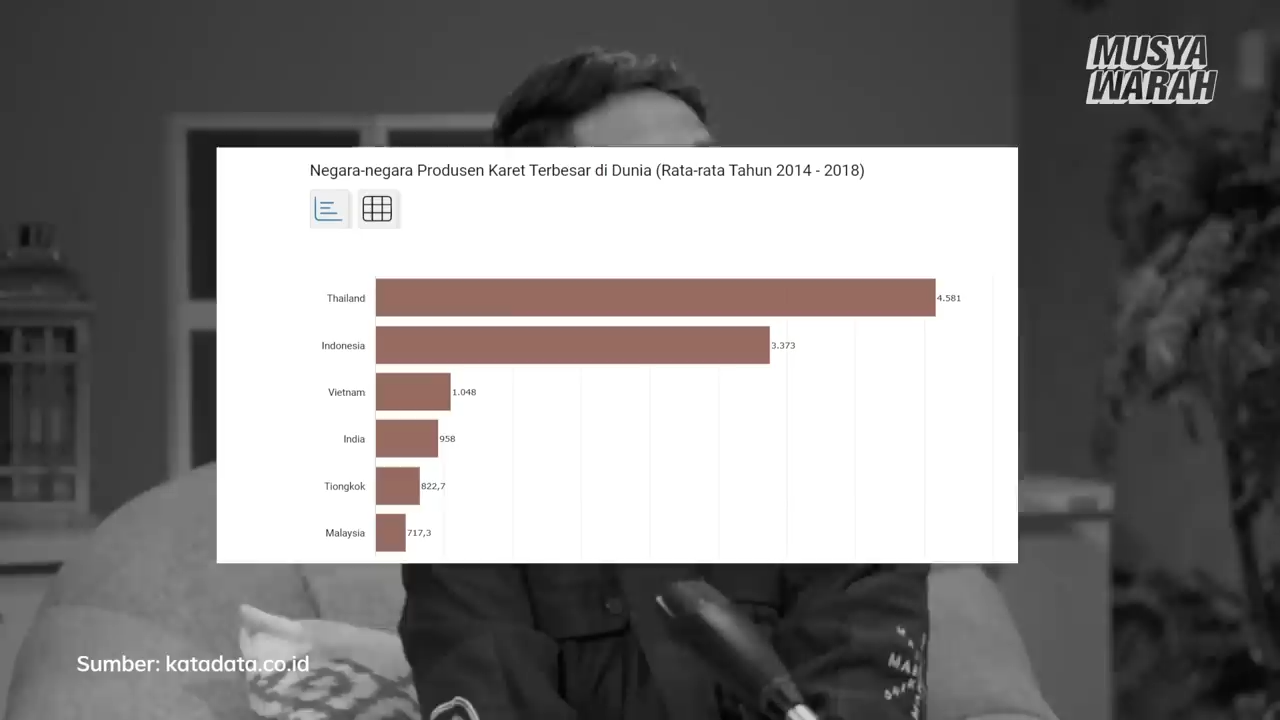 MUSYA
WARAH
Negara-negara Produsen Karet Terbesar di Dunia (Rata-rata Tahun 2014 - 2018)
Thailand 4.581
Indonesia 3.373
Vietnam 1.048
India 958
Tiongkok 822,7
Malaysia 717,3
Sumber: katadata.co.id